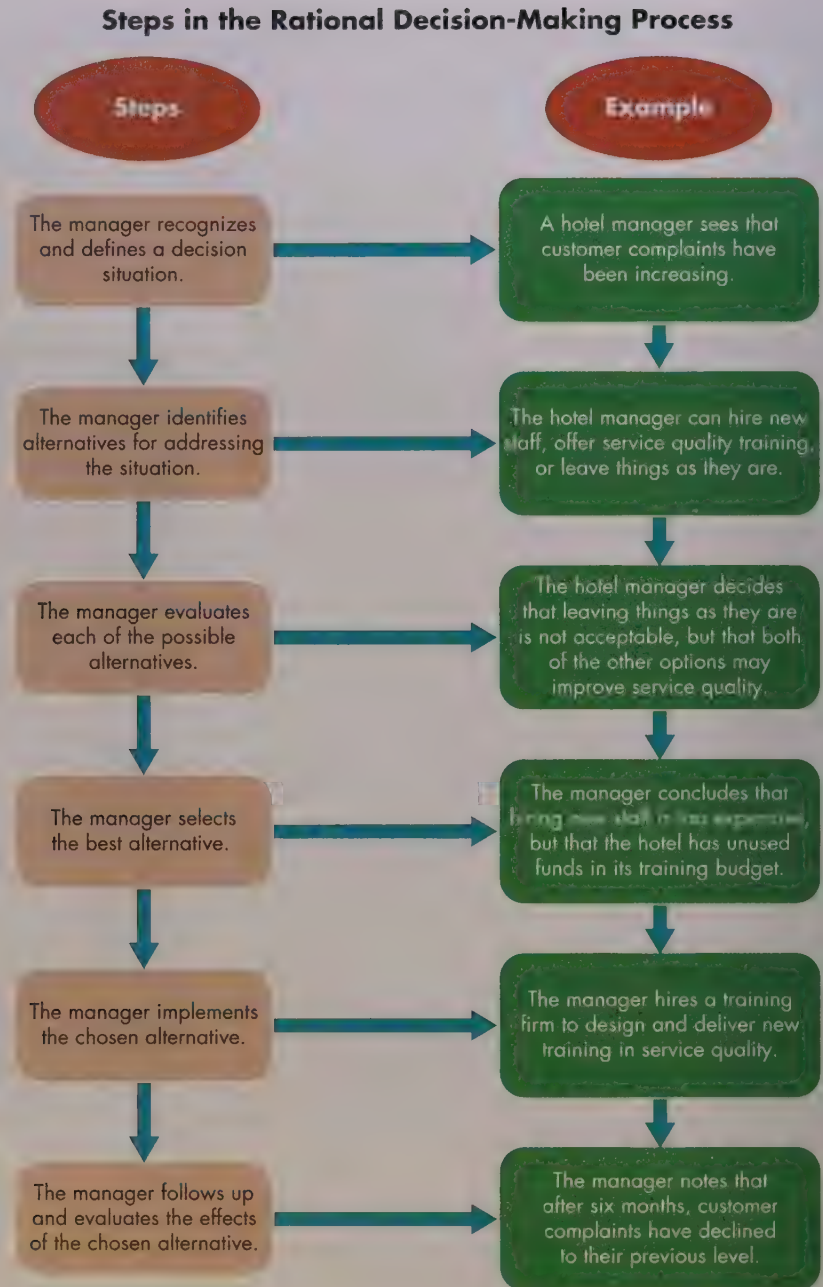 Steps in the Rational Decision-Making Process
Steps
Example
The manager recognizes
and defines a decision
situation.
A hotel manager sees that
customer complaints have
been increasing.
The manager identifies
alternatives for addressing
the situation.
The hotel manager can hire new
staff, offer service quality training,
or leave things as they are.
The manager evaluates
each of the possible
alternatives.
The hotel manager decides
that leaving things as they are
is not acceptable, but that both
of the other options may
improve service quality.
The manager selects
the best alternative.
The manager concludes that
hiring new staff is too expensive,
but that the hotel has unused
funds in its training budget.
The manager implements
the chosen alternative.
The manager hires a training
firm to design and deliver new
training in service quality.
The manager follows up
and evaluates the effects
of the chosen alternative.
The manager notes that
after six months, customer
complaints have declined
to their previous level.